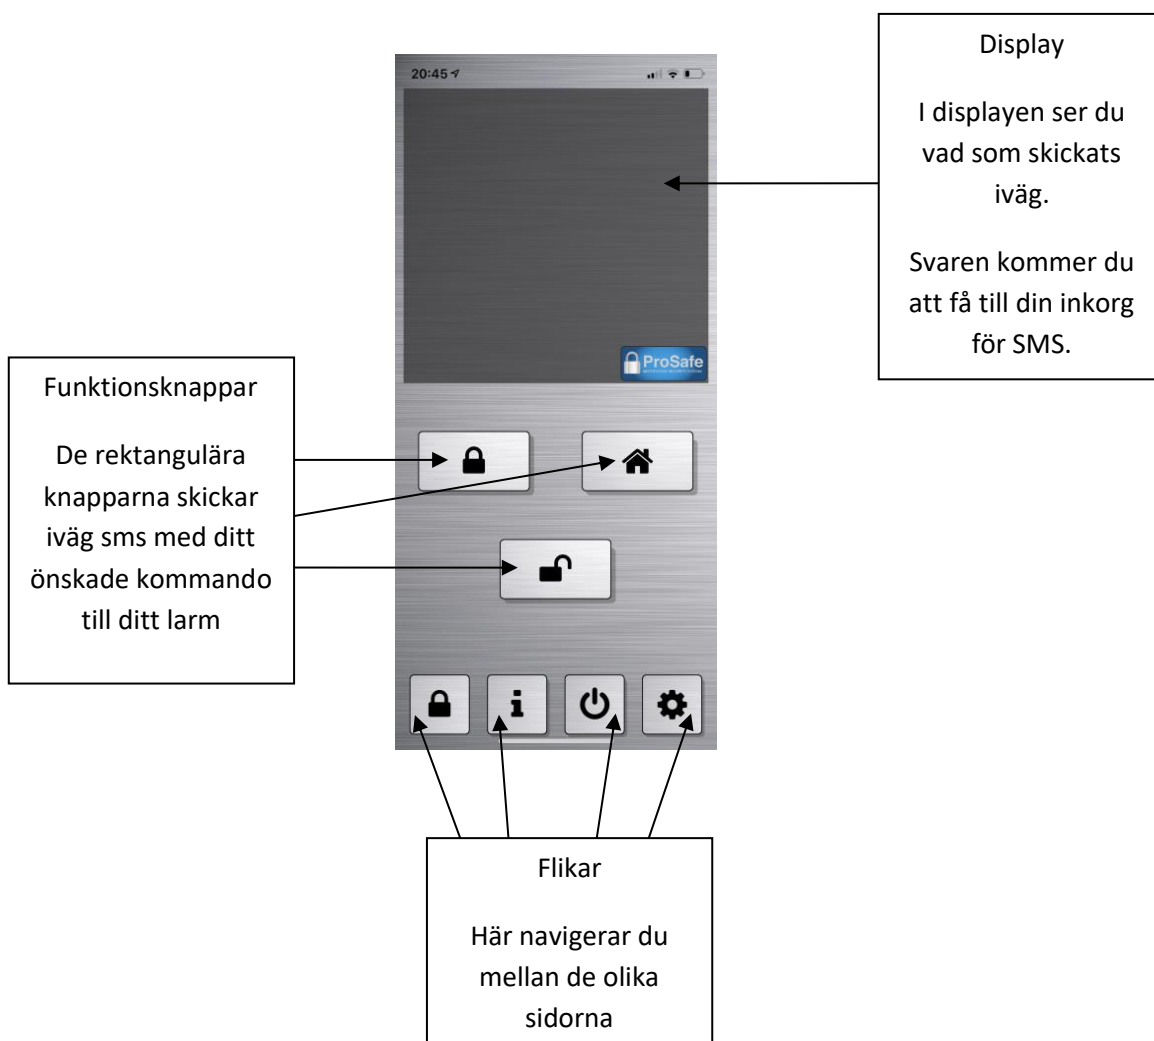 Display
I displayen ser du
vad som skickats
iväg.
Svaren kommer du
att få till din inkorg
för SMS.
20:45
ProSafe
Funktionsknappar
De rektangulära
knapparna skickar
iväg sms med ditt
önskade kommando
till ditt larm
Flikar
Här navigerar du
mellan de olika
sidorna